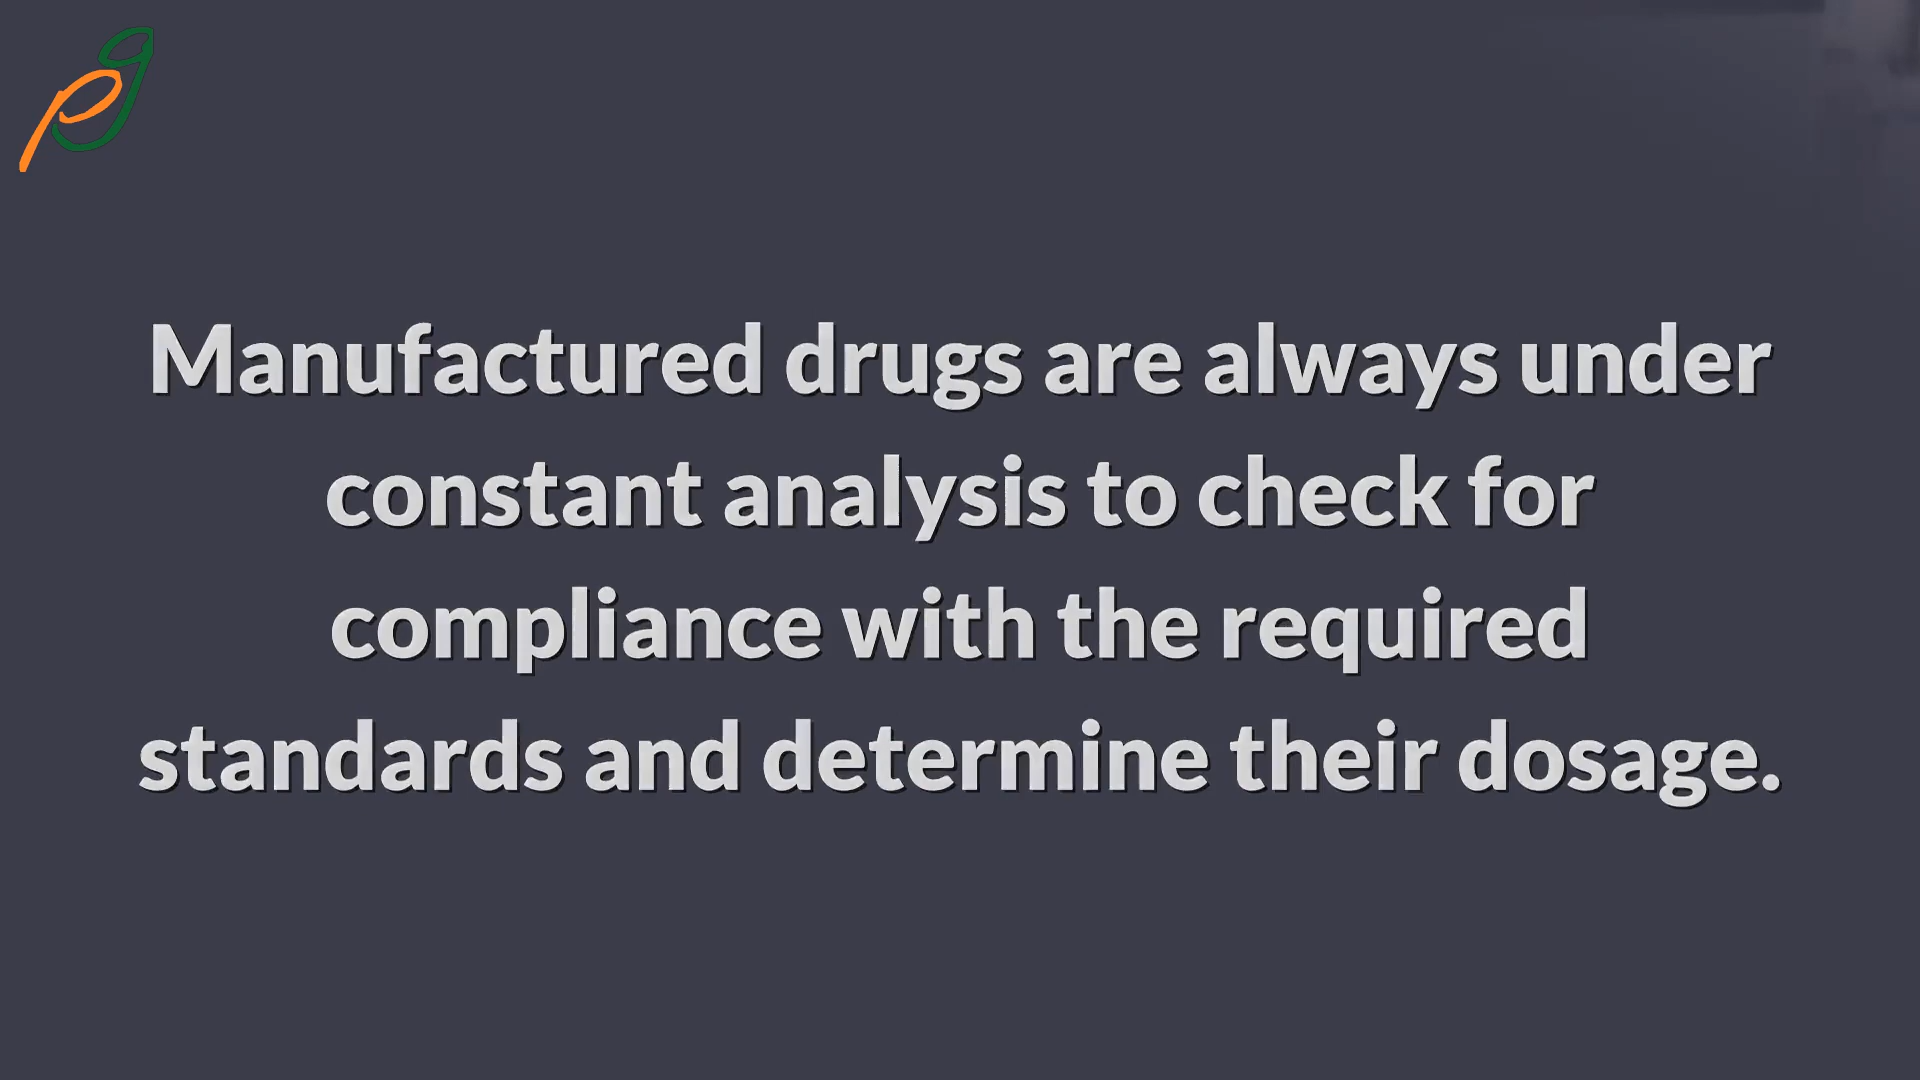 Manufactured drugs are always under
constant analysis to check for
compliance with the required
standards and determine their dosage.